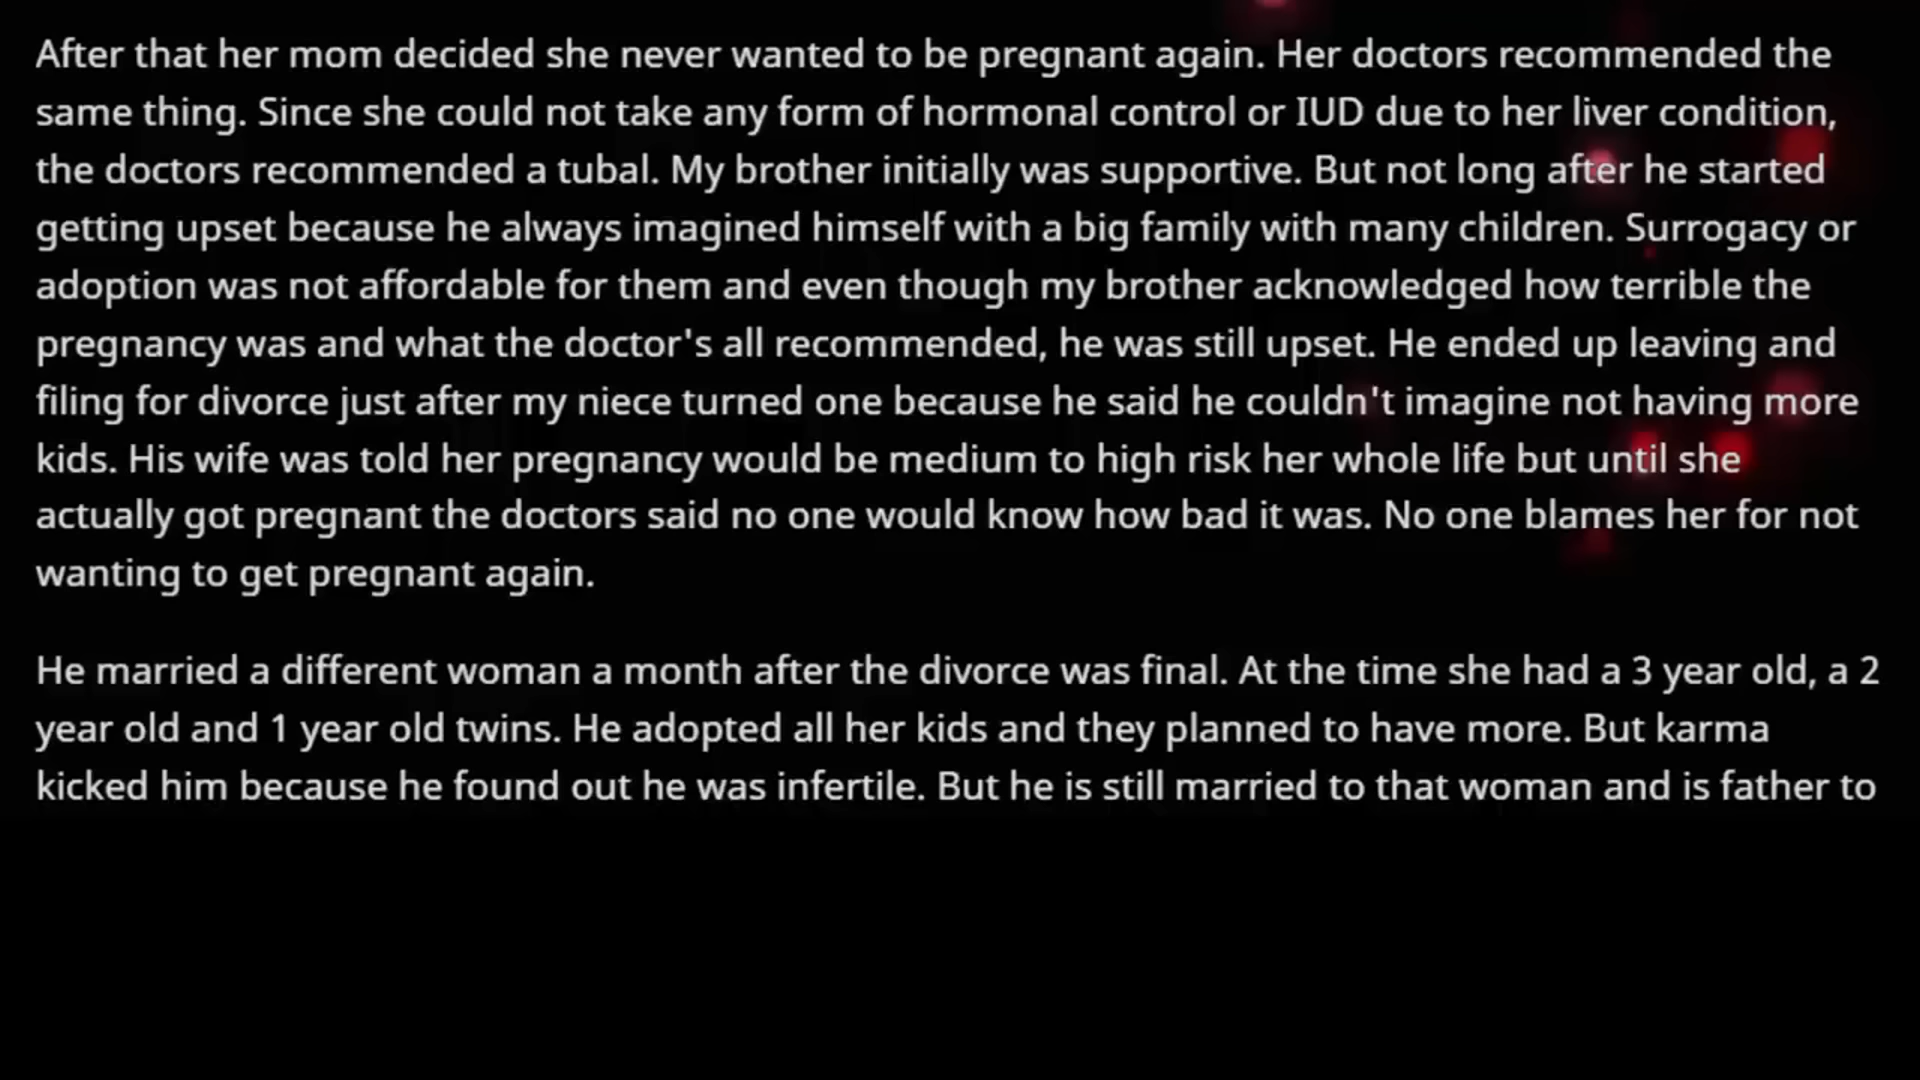 After that her mom decided she never wanted to be pregnant again. Her doctors recommended the
same thing. Since she could not take any form of hormonal control or IUD due to her liver condition,
the doctors recommended a tubal. My brother initially was supportive. But not long after he started
getting upset because he always imagined himself with a big family with many children. Surrogacy or
adoption was not affordable for them and even though my brother acknowledged how terrible the
pregnancy was and what the doctor's all recommended, he was still upset. He ended up leaving and
filing for divorce just after my niece turned one because he said he couldn't imagine not having more
kids. His wife was told her pregnancy would be medium to high risk her whole life but until she
actually got pregnant the doctors said no one would know how bad it was. No one blames her for not
wanting to get pregnant again.
He married a different woman a month after the divorce was final. At the time she had a 3 year old, a 2
year old and 1 year old twins. He adopted all her kids and they planned to have more. But karma
kicked him because he found out he was infertile. But he is still married to that woman and is father to